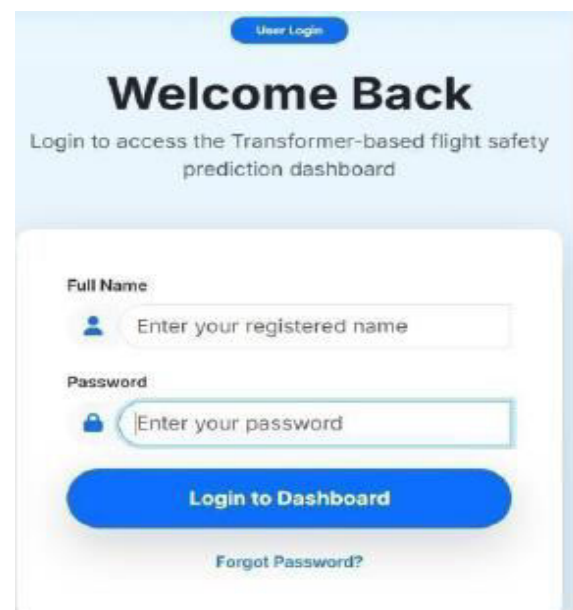 User Login
Welcome Back
Login to access the Transformer-based flight safety
prediction dashboard
Full Name
Enter your registered name
Password
Enter your password
Login to Dashboard
Forgot Password?